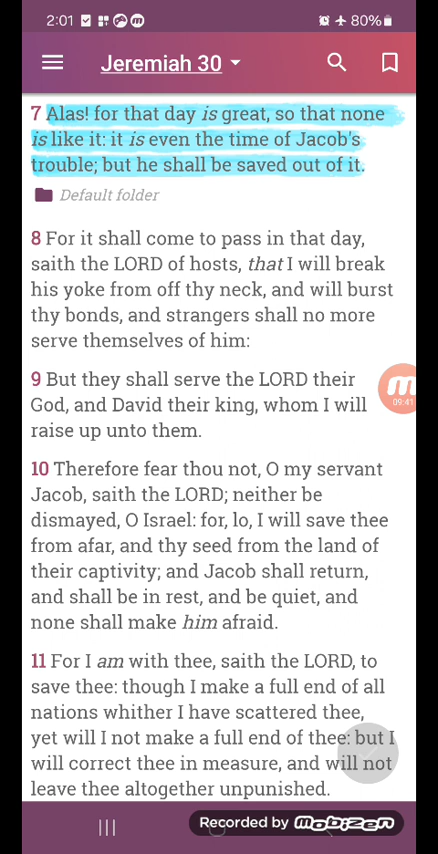 2:01 80%
Jeremiah 30
7 Alas! for that day is great, so that none
is like it: it is even the time of Jacob's
trouble; but he shall be saved out of it.
Default folder
8 For it shall come to pass in that day,
saith the LORD of hosts, that I will break
his yoke from off thy neck, and will burst
thy bonds, and strangers shall no more
serve themselves of him:
9 But they shall serve the LORD their
God, and David their king, whom I will
raise up unto them.
m
09:41
10 Therefore fear thou not, O my servant
Jacob, saith the LORD; neither be
dismayed, O Israel: for, lo, I will save thee
from afar, and thy seed from the land of
their captivity; and Jacob shall return,
and shall be in rest, and be quiet, and
none shall make him afraid.
11 For I am with thee, saith the LORD, to
save thee: though I make a full end of all
nations whither I have scattered thee,
yet will I not make a full end of thee: but I
will correct thee in measure, and will not
leave thee altogether unpunished.
Recorded by mobizen